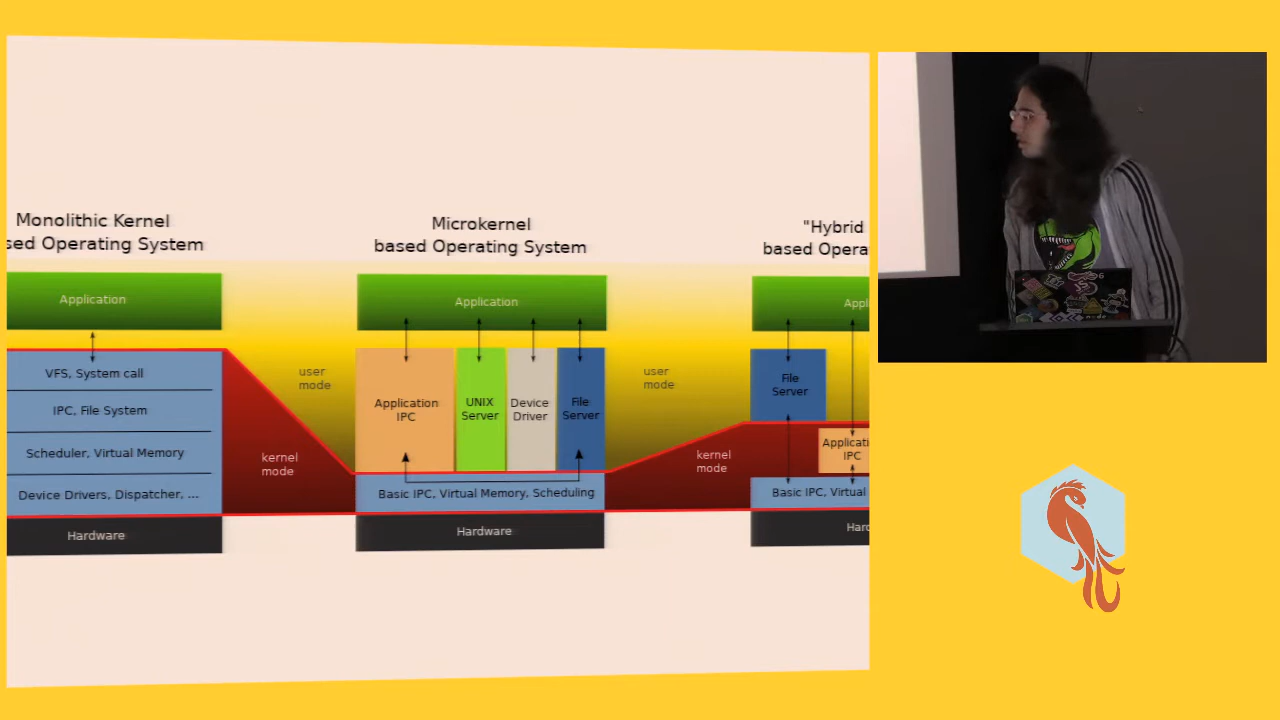 Monolithic Kernel
sed Operating System
Application
VFS, System call
IPC, File System
Scheduler, Virtual Memory
Device Drivers, Dispatcher, ...
Hardware
user
mode
kernel
mode
Microkernel
based Operating System
Application
Application
IPC
UNIX
Server
Device
Driver
File
Server
Basic IPC, Virtual Memory, Scheduling
Hardware
user
mode
kernel
mode
"Hybrid
based Opera
Appl
File
Server
Applicati
IPC
Basic IPC, Virtual
Hard
JS
node